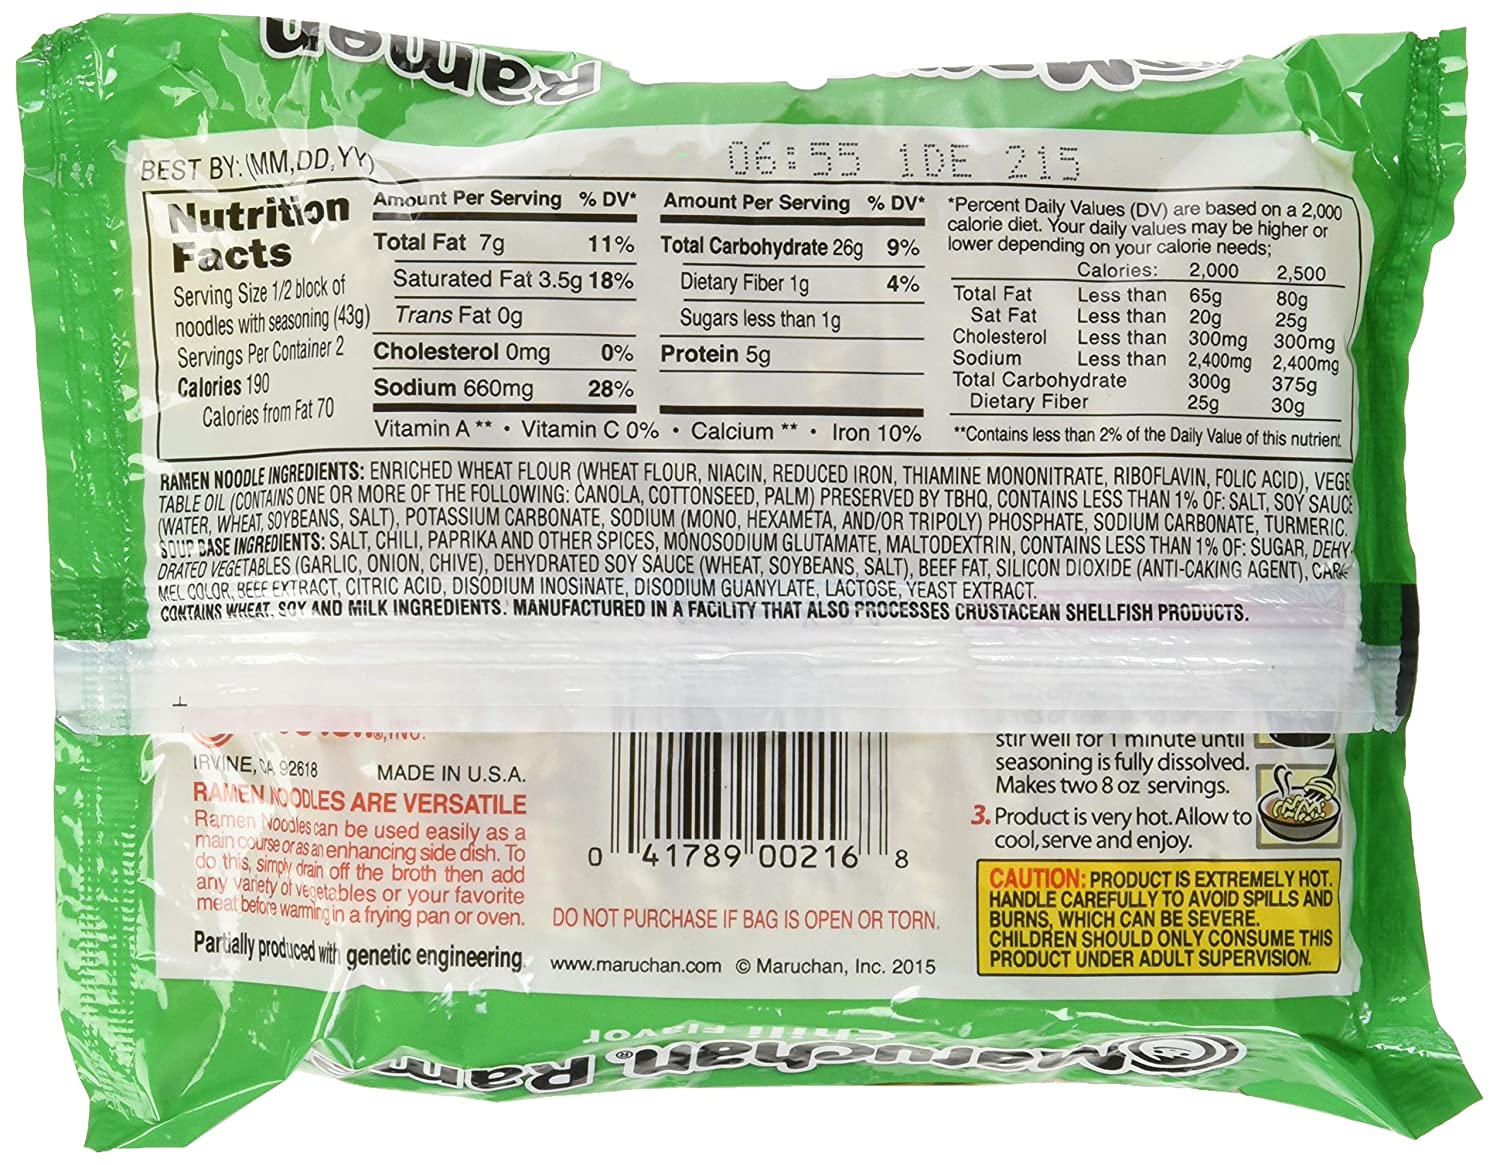 Ramen
BEST BY: (MM,DD,YY)
06:55 1DE 215
Nutrition
Facts
Serving Size 1/2 block of
noodles with seasoning (43g)
Servings Per Container 2
Calories 190
Calories from Fat 70
Amount Per Serving % DV*
Total Fat 7g 11%
Saturated Fat 3.5g 18%
Trans Fat 0g
Cholesterol 0mg 0%
Sodium 660mg 28%
Amount Per Serving % DV*
Total Carbohydrate 26g 9%
Dietary Fiber 1g 4%
Sugars less than 1g
Protein 5g
Vitamin A ** • Vitamin C 0% • Calcium ** • Iron 10%
*Percent Daily Values (DV) are based on a 2,000
calorie diet. Your daily values may be higher or
lower depending on your calorie needs;
Calories: 2,000 2,500
Total Fat Less than 65g 80g
Sat Fat Less than 20g 25g
Cholesterol Less than 300mg 300mg
Sodium Less than 2,400mg 2,400mg
Total Carbohydrate 300g 375g
Dietary Fiber 25g 30g
**Contains less than 2% of the Daily Value of this nutrient.
RAMEN NOODLE INGREDIENTS: ENRICHED WHEAT FLOUR (WHEAT FLOUR, NIACIN, REDUCED IRON, THIAMINE MONONITRATE, RIBOFLAVIN, FOLIC ACID), VEGE
TABLE OIL (CONTAINS ONE OR MORE OF THE FOLLOWING: CANOLA, COTTONSEED, PALM) PRESERVED BY TBHQ, CONTAINS LESS THAN 1% OF: SALT, SOY SAUCE
(WATER, WHEAT, SOYBEANS, SALT), POTASSIUM CARBONATE, SODIUM (MONO, HEXAMETA, AND/OR TRIPOLY) PHOSPHATE, SODIUM CARBONATE, TURMERIC.
SOUP BASE INGREDIENTS: SALT, CHILI, PAPRIKA AND OTHER SPICES, MONOSODIUM GLUTAMATE, MALTODEXTRIN, CONTAINS LESS THAN 1% OF: SUGAR, DEHY-
DRATED VEGETABLES (GARLIC, ONION, CHIVE), DEHYDRATED SOY SAUCE (WHEAT, SOYBEANS, SALT), BEEF FAT, SILICON DIOXIDE (ANTI-CAKING AGENT), CARA-
MEL COLOR, BEEF EXTRACT, CITRIC ACID, DISODIUM INOSINATE, DISODIUM GUANYLATE, LACTOSE, YEAST EXTRACT.
CONTAINS WHEAT, SOY AND MILK INGREDIENTS. MANUFACTURED IN A FACILITY THAT ALSO PROCESSES CRUSTACEAN SHELLFISH PRODUCTS.
IRVINE, CA 92618 MADE IN U.S.A.
RAMEN NOODLES ARE VERSATILE
Ramen Noodles can be used easily as a
main course or as an enhancing side dish. To
do this, simply drain off the broth then add
any variety of vegetables or your favorite
meat before warming in a frying pan or oven.
Partially produced with genetic engineering.
0 41789 00216 8
DO NOT PURCHASE IF BAG IS OPEN OR TORN.
www.maruchan.com © Maruchan, Inc. 2015
stir well for 1 minute until
seasoning is fully dissolved.
Makes two 8 oz servings.
3. Product is very hot. Allow to
cool, serve and enjoy.
CAUTION: PRODUCT IS EXTREMELY HOT.
HANDLE CAREFULLY TO AVOID SPILLS AND
BURNS, WHICH CAN BE SEVERE.
CHILDREN SHOULD ONLY CONSUME THIS
PRODUCT UNDER ADULT SUPERVISION.
Chili Flavor
Maruchan® Ram